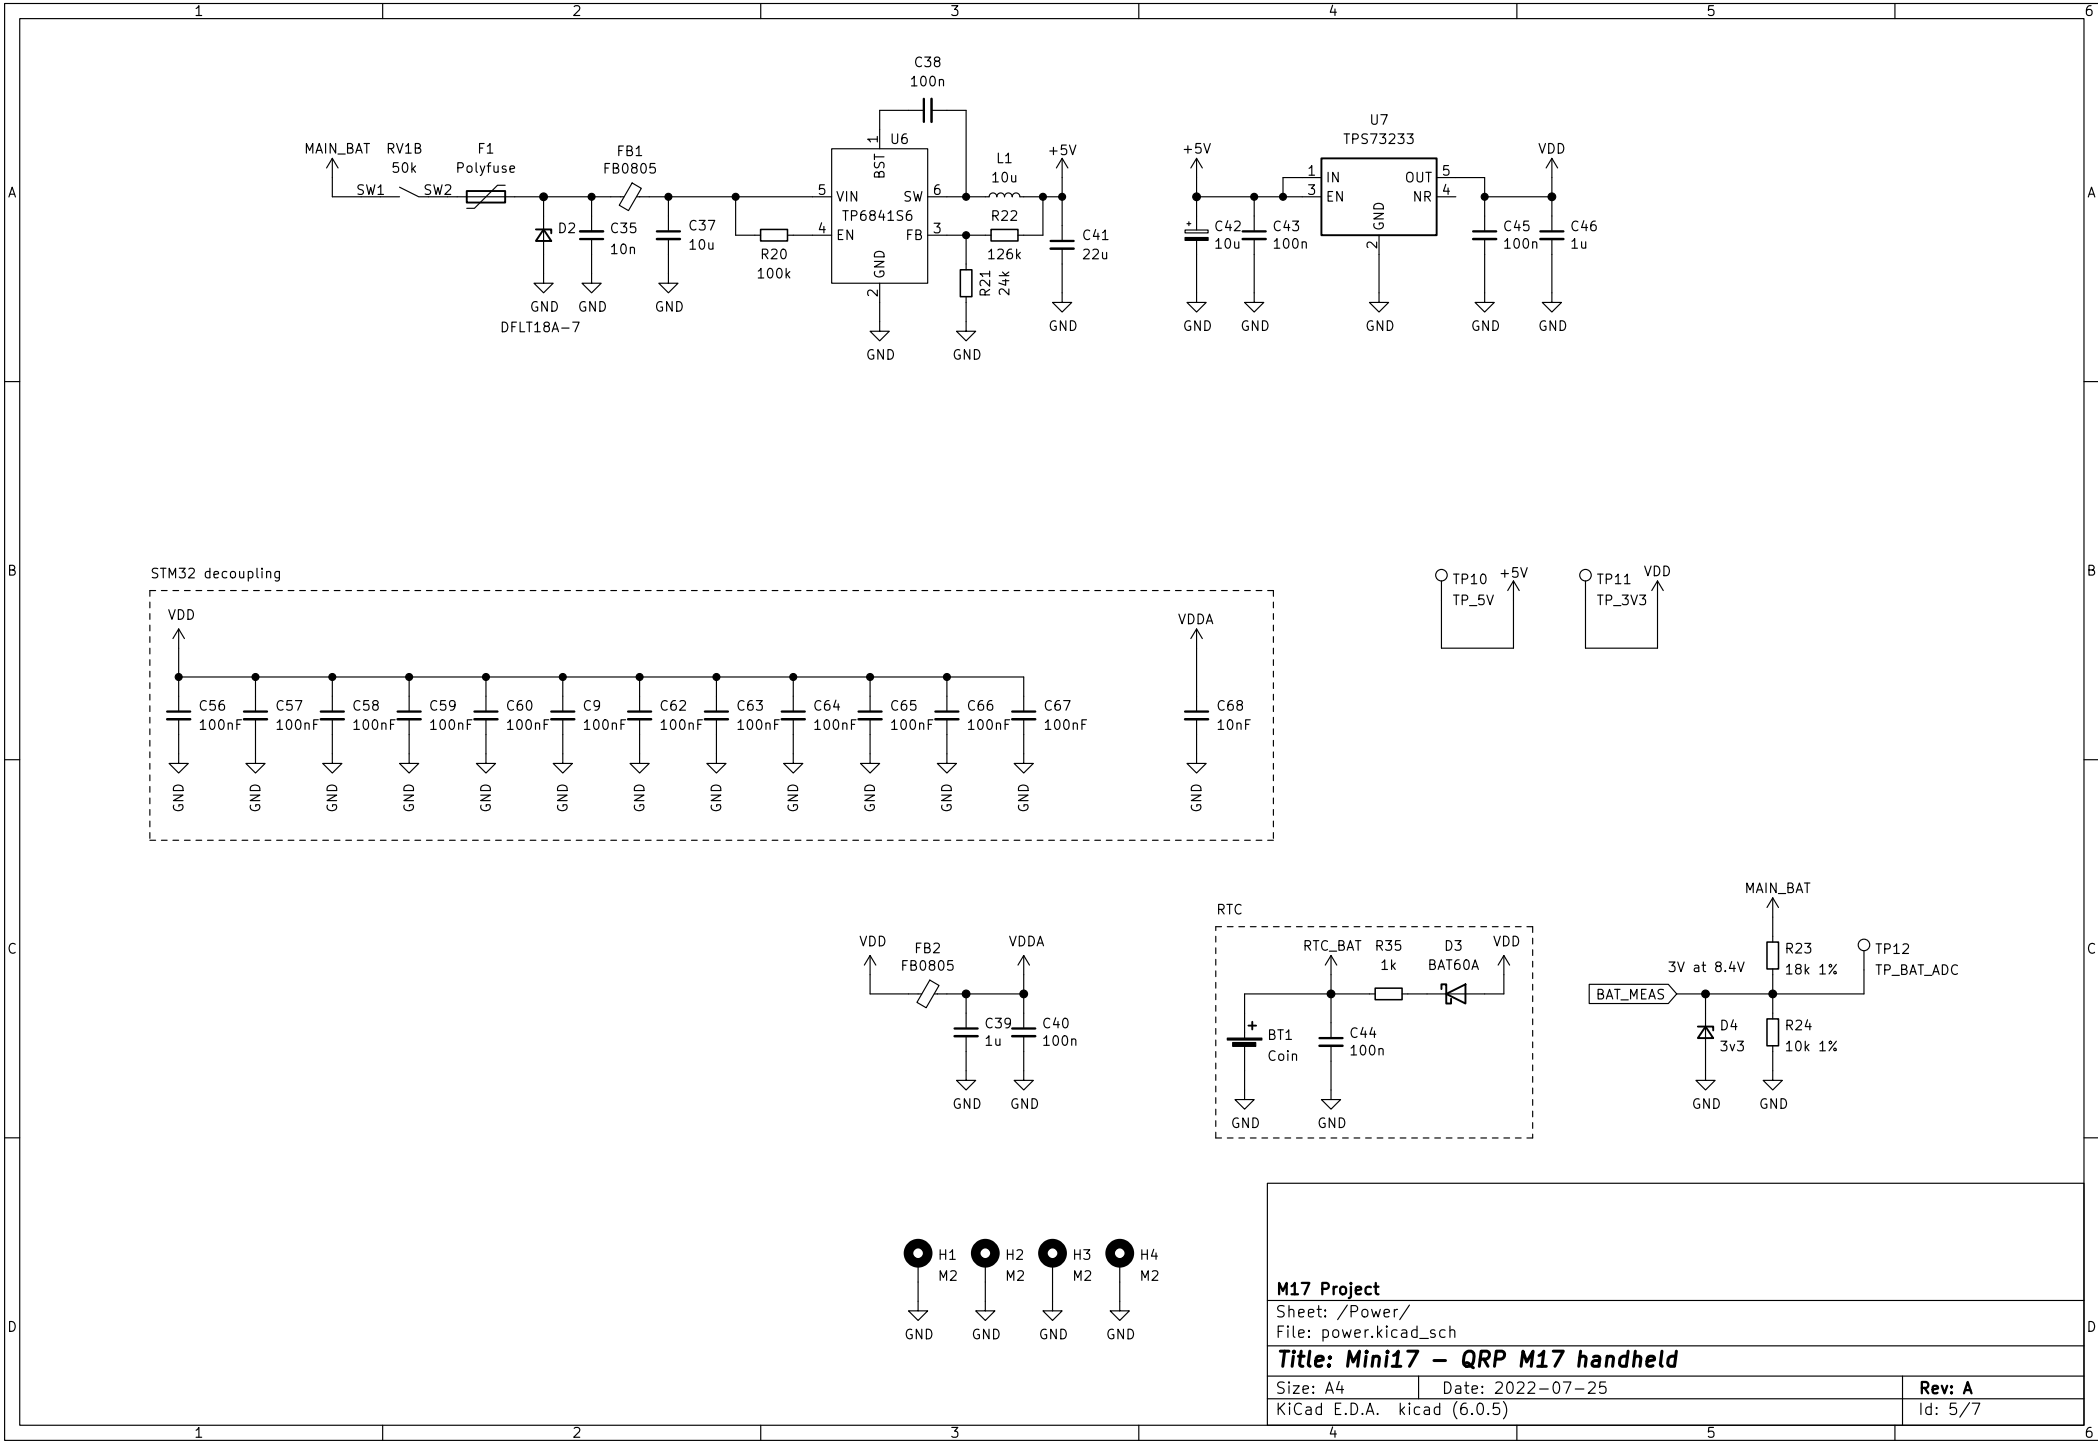 1 2 3 4 5 6
A
A
B
B
C
C
D
D
C38
100n
MAIN_BAT
RV1B
50k
SW1
SW2
F1
Polyfuse
FB1
FB0805
D2
DFLT18A-7
C35
10n
C37
10u
GND
GND
GND
R20
100k
U6
TP6841S6
1
BST
5
VIN
SW
6
4
EN
FB
3
GND
2
GND
L1
10u
R22
126k
R21
24k
GND
+5V
C41
22u
GND
+5V
C42
10u
C43
100n
GND
GND
U7
TPS73233
1
IN
OUT
5
3
EN
NR
4
GND
2
GND
VDD
C45
100n
C46
1u
GND
GND
STM32 decoupling
VDD
C56
100nF
C57
100nF
C58
100nF
C59
100nF
C60
100nF
C9
100nF
C62
100nF
C63
100nF
C64
100nF
C65
100nF
C66
100nF
C67
100nF
GND GND GND GND GND GND GND GND GND GND GND GND
VDDA
C68
10nF
GND
TP10
TP_5V
+5V
TP11
TP_3V3
VDD
VDD
FB2
FB0805
VDDA
C39
1u
C40
100n
GND
GND
RTC
RTC_BAT
R35
1k
D3
BAT60A
VDD
+
BT1
Coin
C44
100n
GND
GND
MAIN_BAT
R23
18k 1%
TP12
TP_BAT_ADC
3V at 8.4V
BAT_MEAS
D4
3v3
R24
10k 1%
GND
GND
H1
M2
H2
M2
H3
M2
H4
M2
GND
GND
GND
GND
M17 Project
Sheet: /Power/
File: power.kicad_sch
Title: Mini17 – QRP M17 handheld
Size: A4
Date: 2022-07-25
Rev: A
KiCad E.D.A. kicad (6.0.5)
Id: 5/7
1 2 3 4 5 6